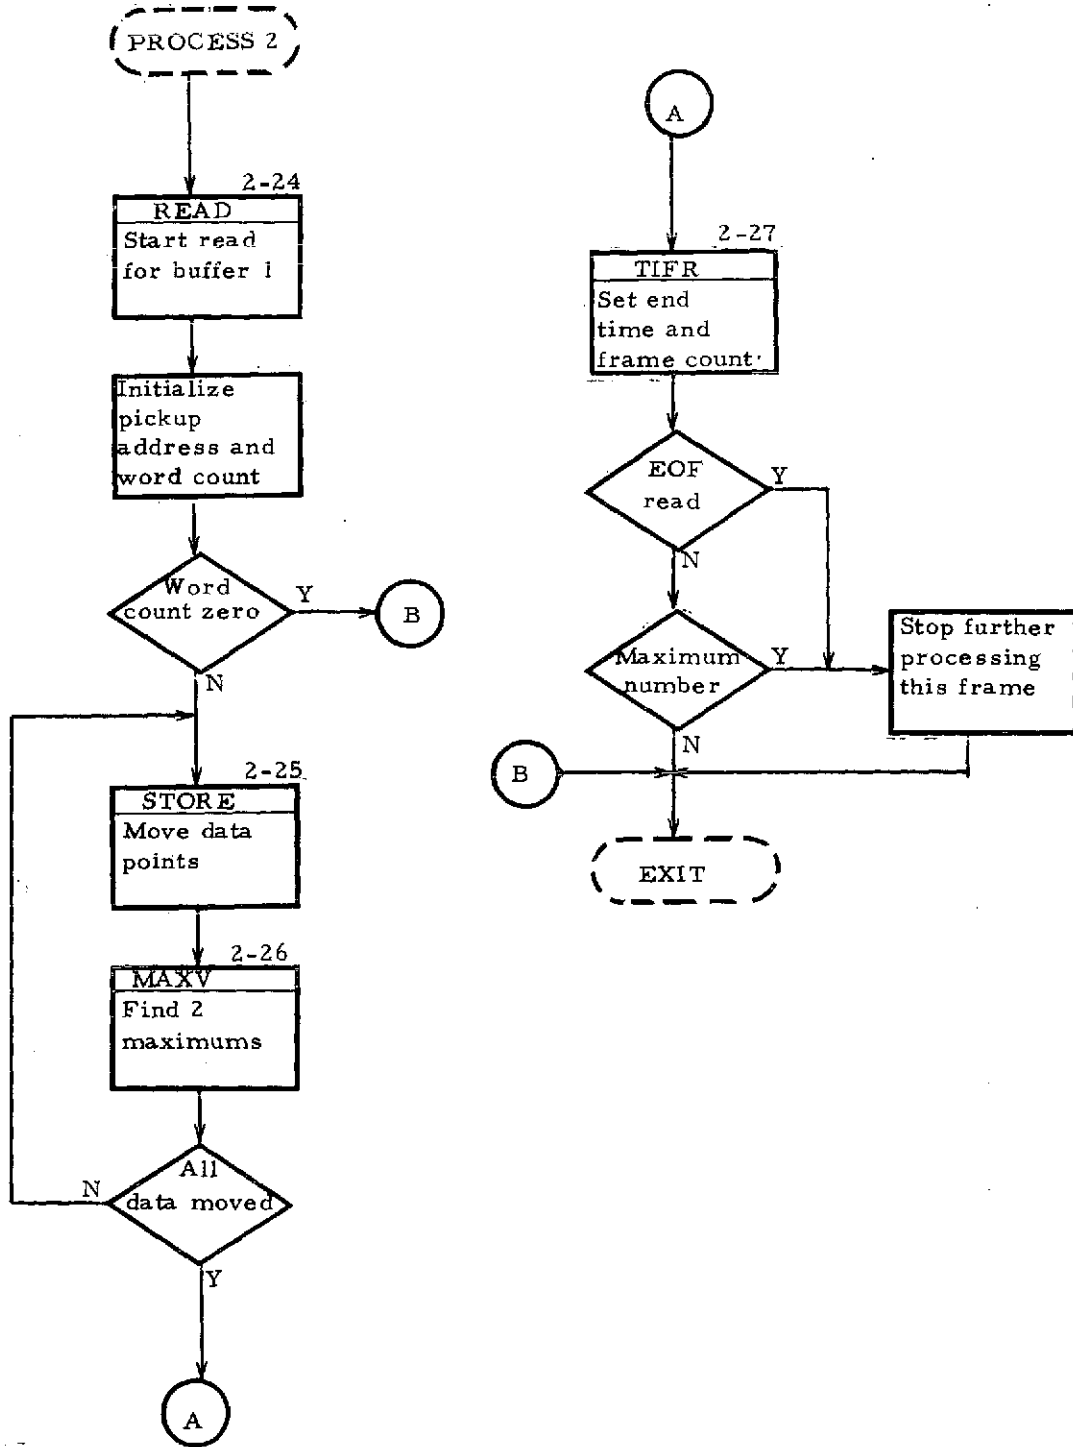 PROCESS 2
2-24
READ
Start read
for buffer 1
Initialize
pickup
address and
word count
Word
count zero
Y
B
N
2-25
STORE
Move data
points
2-26
MAXV
Find 2
maximums
All
data moved
N
Y
A
A
2-27
TIFR
Set end
time and
frame count
EOF
read
Y
N
Maximum
number
Y
Stop further
processing
this frame
N
B
EXIT